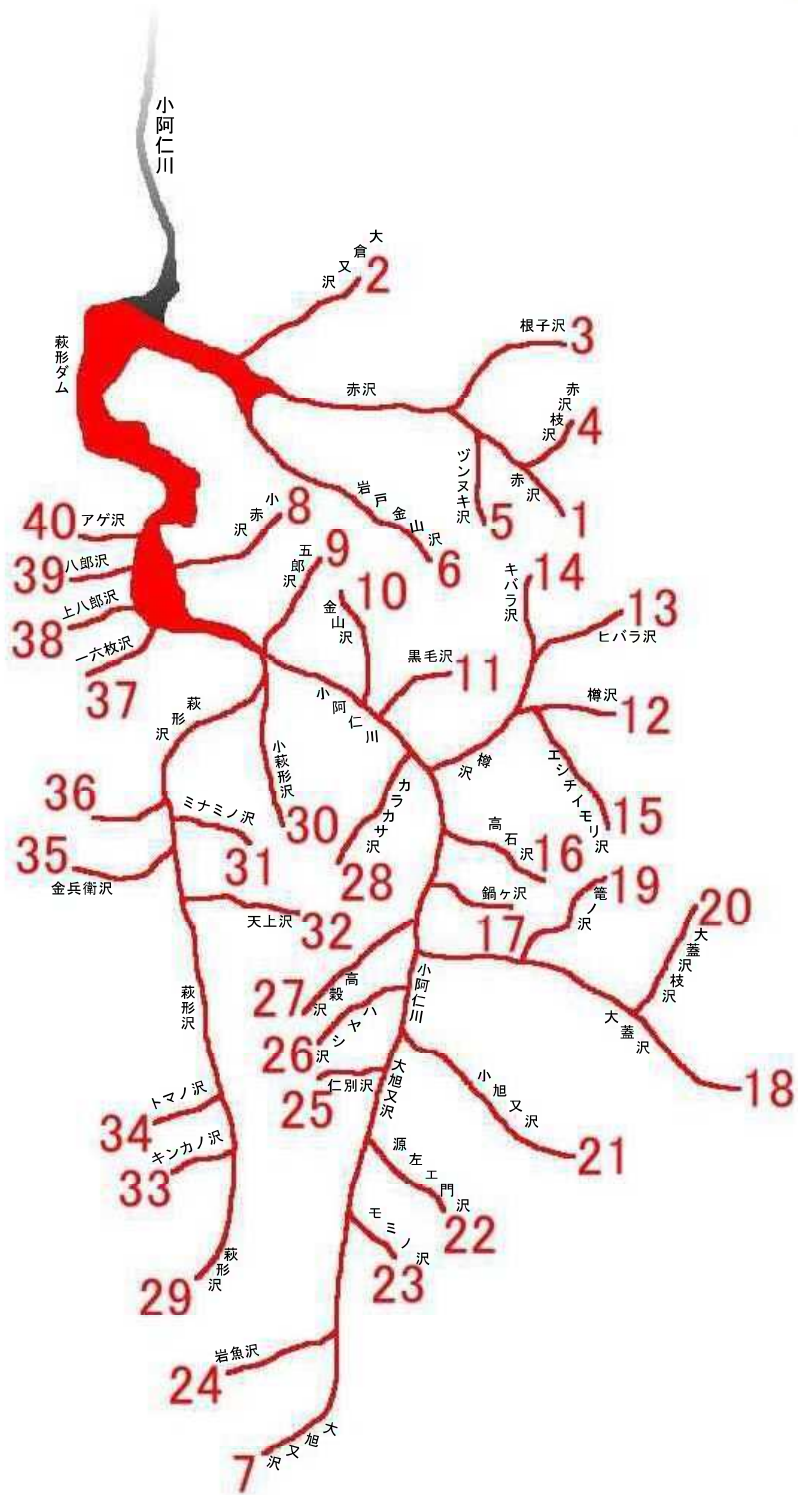 小阿仁川
萩形ダム
大倉又沢
2
根子沢
3
赤沢
赤沢枝沢
4
赤沢
1
ヅンヌキ沢
5
岩戸金山沢
6
小赤沢
8
アゲ沢
40
八郎沢
39
上八郎沢
38
一六枚沢
37
五郎沢
9
金山沢
10
黒毛沢
11
小阿仁川
キバラ沢
14
ヒバラ沢
13
樽沢
12
樽沢
エシチトモリ沢
15
萩形沢
小萩形沢
30
カラカサ沢
28
高石沢
16
鍋ヶ沢
17
篭ノ沢
19
大蓋沢枝沢
20
大蓋沢
18
36
ミナミノ沢
31
35
金兵衛沢
天上沢
32
高穀沢
27
ハヤシ沢
26
小阿仁川
仁別沢
25
大旭又沢
小旭又沢
21
萩形沢
トマノ沢
34
キンカノ沢
33
萩形沢
29
源左エ門沢
22
モミノ沢
23
岩魚沢
24
大旭又沢
7